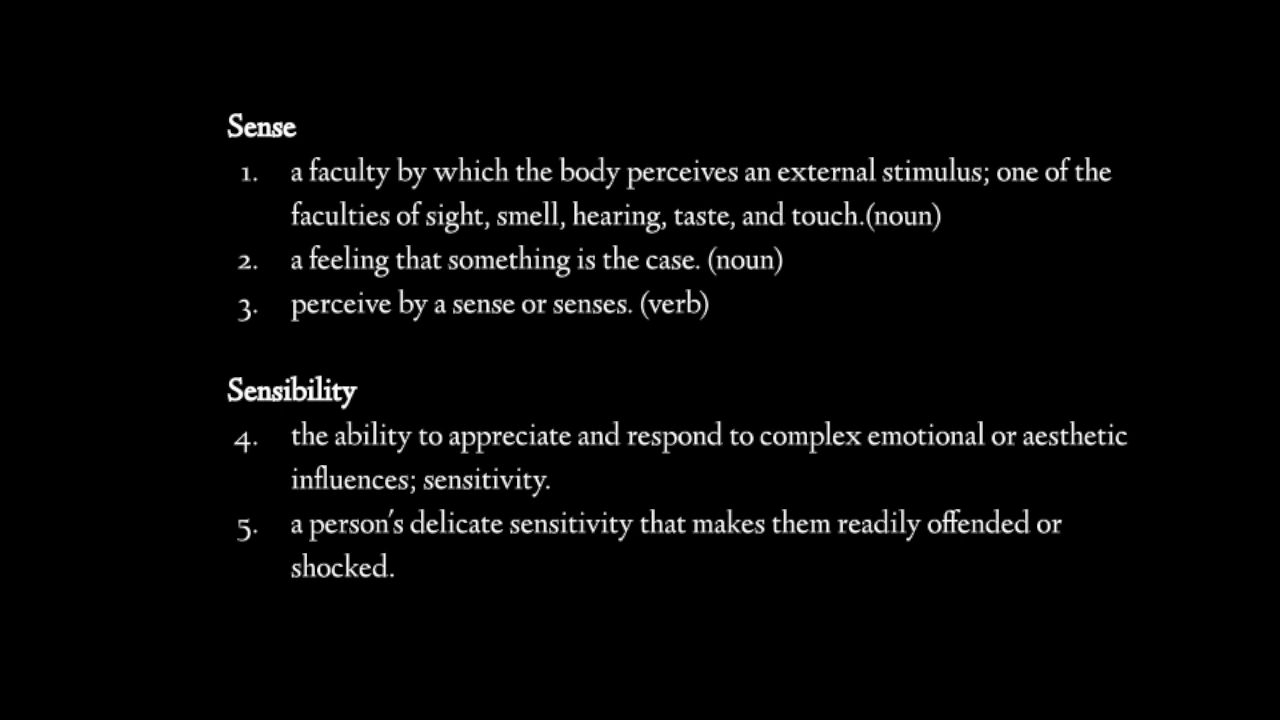 Sense
1. a faculty by which the body perceives an external stimulus; one of the
faculties of sight, smell, hearing, taste, and touch.(noun)
2. a feeling that something is the case. (noun)
3. perceive by a sense or senses. (verb)
Sensibility
4. the ability to appreciate and respond to complex emotional or aesthetic
influences; sensitivity.
5. a person's delicate sensitivity that makes them readily offended or
shocked.